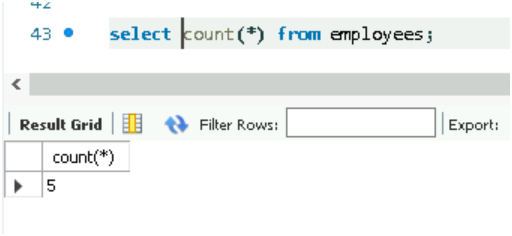 42
43 select count(*) from employees;
Result Grid Filter Rows: Export:
count(*)
5